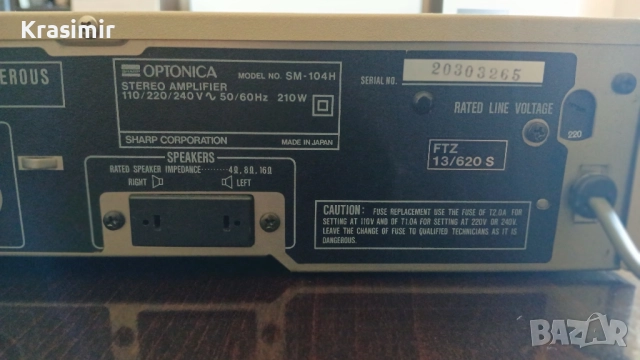 Krasimir
EROUS
OPTONICA
MODEL NO. SM-104H
STEREO AMPLIFIER
110/220/240V∿ 50/60Hz 210W
SHARP CORPORATION
MADE IN JAPAN
SERIAL NO.
20303265
RATED LINE VOLTAGE
220
FTZ
13/620 S
SPEAKERS
RATED SPEAKER IMPEDANCE·········4Ω, 8Ω, 16Ω
RIGHT
LEFT
CAUTION: FUSE REPLACEMENT USE THE FUSE OF T2.0A FOR
SETTING AT 110V AND OF T1.0A FOR SETTING AT 220V OR 240V.
LEAVE THE CHANGE OF FUSE TO QUALIFIED TECHNICIANS AS IT IS
DANGEROUS.
BAZAR